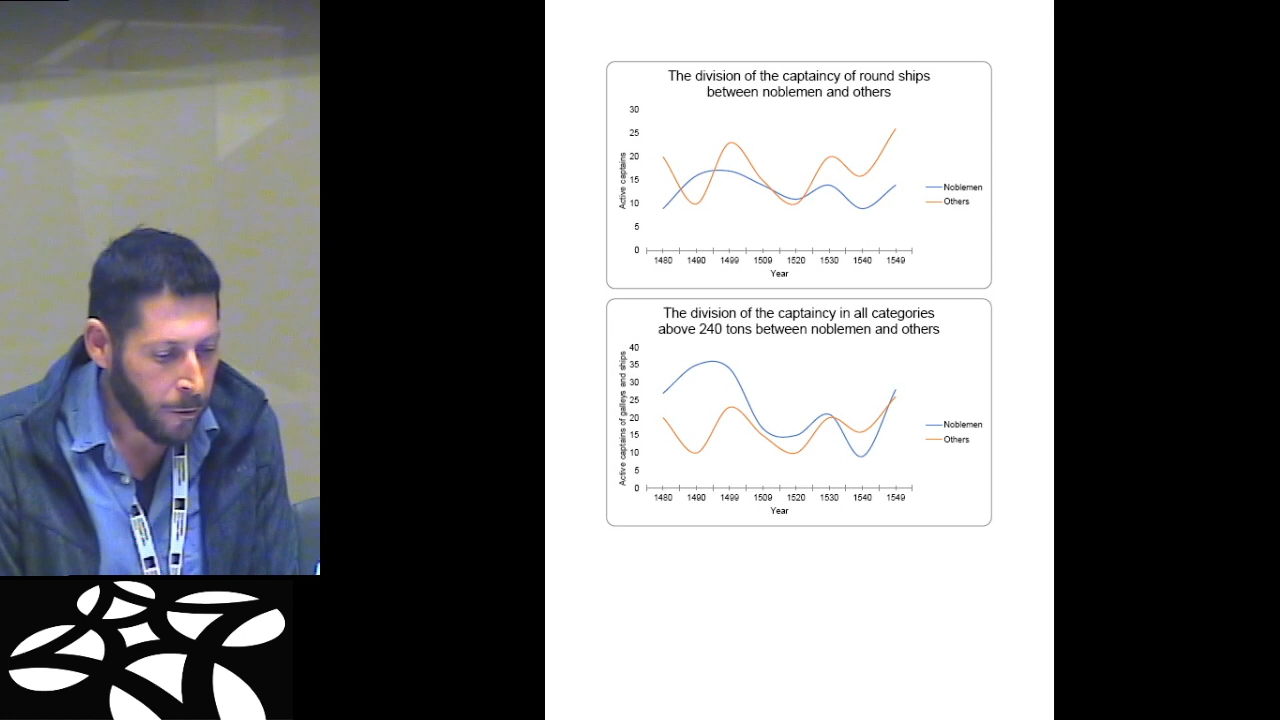 The division of the captaincy of round ships
between noblemen and others
30
25
20
15
10
5
0
Active captains
1480 1490 1499 1509 1520 1530 1540 1549
Year
Noblemen
Others
The division of the captaincy in all categories
above 240 tons between noblemen and others
40
35
30
25
20
15
10
5
0
Active captains of galleys and ships
1480 1490 1499 1509 1520 1530 1540 1549
Year
Noblemen
Others